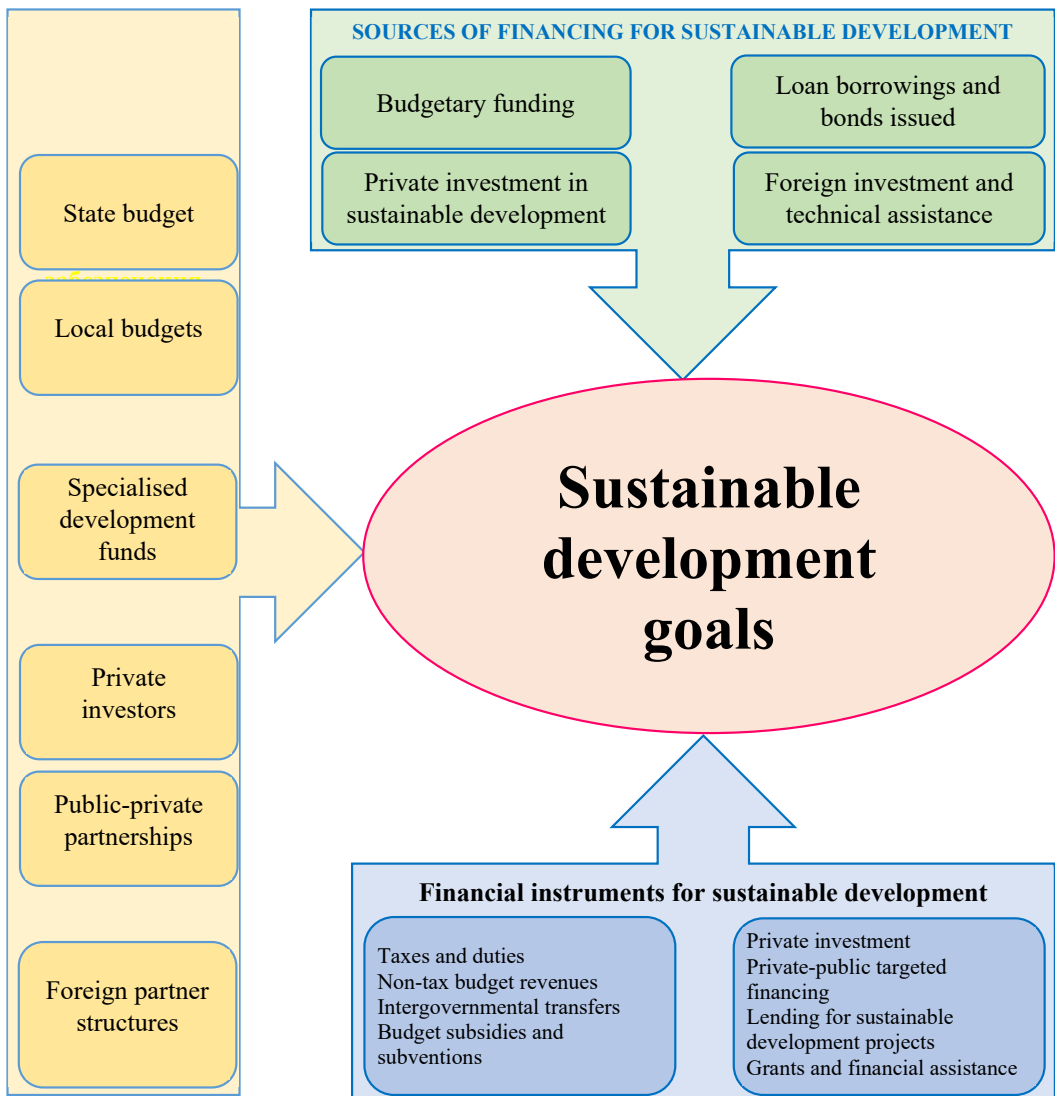 SOURCES OF FINANCING FOR SUSTAINABLE DEVELOPMENT
Budgetary funding
Loan borrowings and
bonds issued
Private investment in
sustainable development
Foreign investment and
technical assistance
State budget
Local budgets
Specialised
development
funds
Private
investors
Public-private
partnerships
Foreign partner
structures
Sustainable
development
goals
Financial instruments for sustainable development
Taxes and duties
Non-tax budget revenues
Intergovernmental transfers
Budget subsidies and
subventions
Private investment
Private-public targeted
financing
Lending for sustainable
development projects
Grants and financial assistance